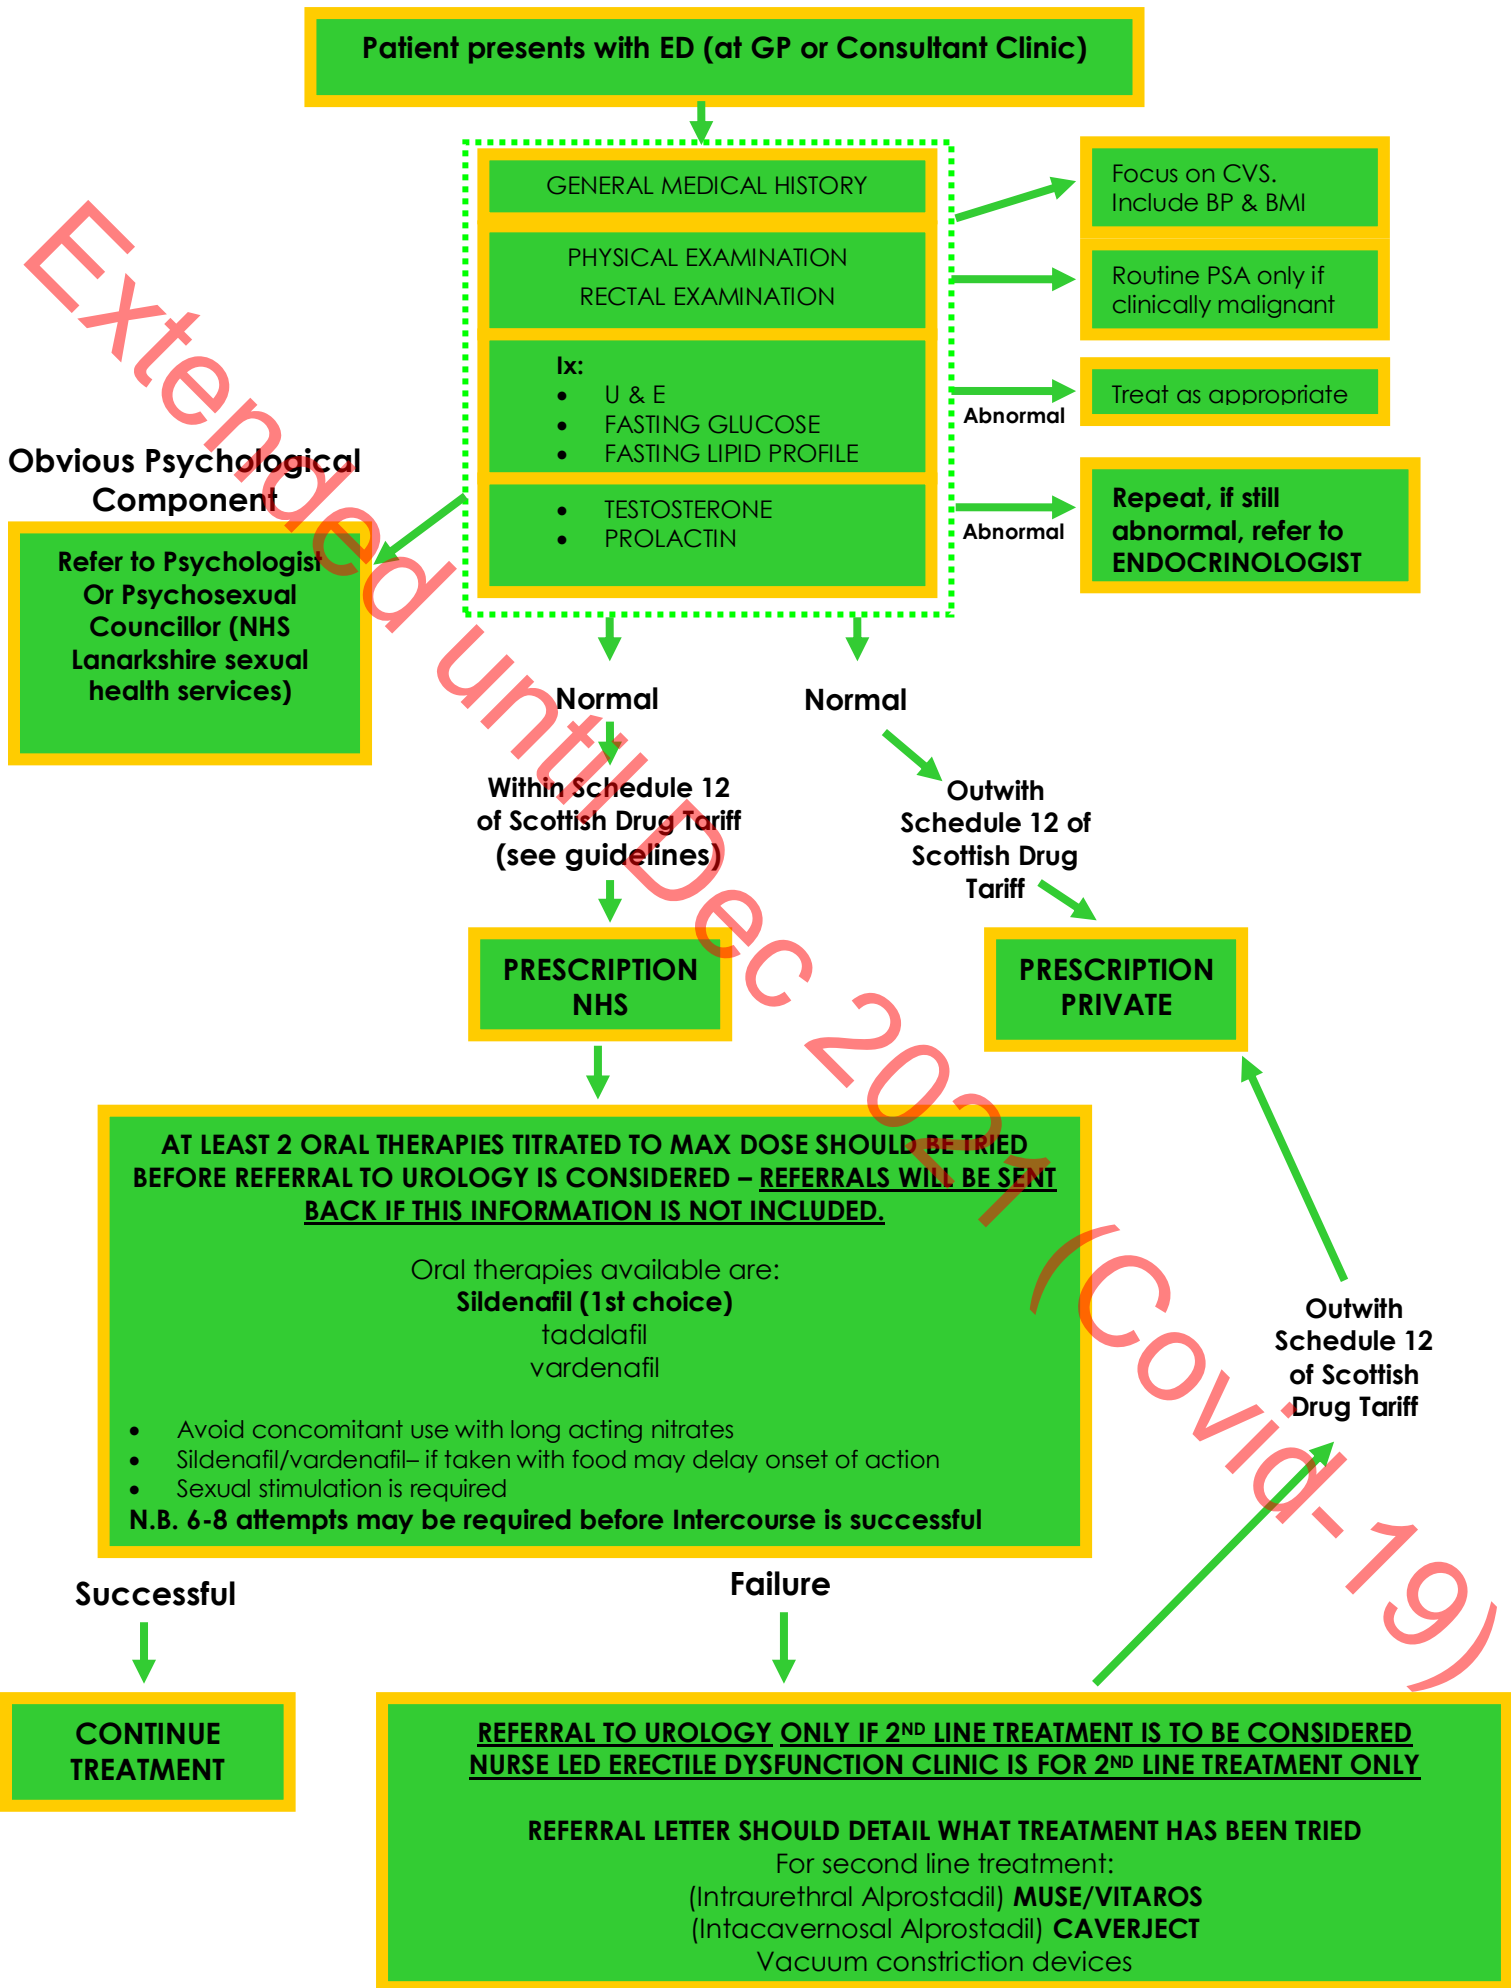 Patient presents with ED (at GP or Consultant Clinic)
GENERAL MEDICAL HISTORY
Focus on CVS.
Include BP & BMI
PHYSICAL EXAMINATION
RECTAL EXAMINATION
Routine PSA only if
clinically malignant
Ix:
• U & E
• FASTING GLUCOSE
• FASTING LIPID PROFILE
Abnormal
Treat as appropriate
• TESTOSTERONE
• PROLACTIN
Abnormal
Repeat, if still
abnormal, refer to
ENDOCRINOLOGIST
Obvious Psychological
Component
Refer to Psychologist
Or Psychosexual
Councillor (NHS
Lanarkshire sexual
health services)
Normal
Normal
Within Schedule 12
of Scottish Drug Tariff
(see guidelines)
Outwith
Schedule 12 of
Scottish Drug
Tariff
PRESCRIPTION
NHS
PRESCRIPTION
PRIVATE
AT LEAST 2 ORAL THERAPIES TITRATED TO MAX DOSE SHOULD BE TRIED
BEFORE REFERRAL TO UROLOGY IS CONSIDERED – REFERRALS WILL BE SENT
BACK IF THIS INFORMATION IS NOT INCLUDED.
Oral therapies available are:
Sildenafil (1st choice)
tadalafil
vardenafil
• Avoid concomitant use with long acting nitrates
• Sildenafil/vardenafil– if taken with food may delay onset of action
• Sexual stimulation is required
N.B. 6-8 attempts may be required before Intercourse is successful
Outwith
Schedule 12
of Scottish
Drug Tariff
Successful
Failure
CONTINUE
TREATMENT
REFERRAL TO UROLOGY ONLY IF 2ND LINE TREATMENT IS TO BE CONSIDERED
NURSE LED ERECTILE DYSFUNCTION CLINIC IS FOR 2ND LINE TREATMENT ONLY
REFERRAL LETTER SHOULD DETAIL WHAT TREATMENT HAS BEEN TRIED
For second line treatment:
(Intraurethral Alprostadil) MUSE/VITAROS
(Intacavernosal Alprostadil) CAVERJECT
Vacuum constriction devices
Extended until Dec 2021 (Covid-19)